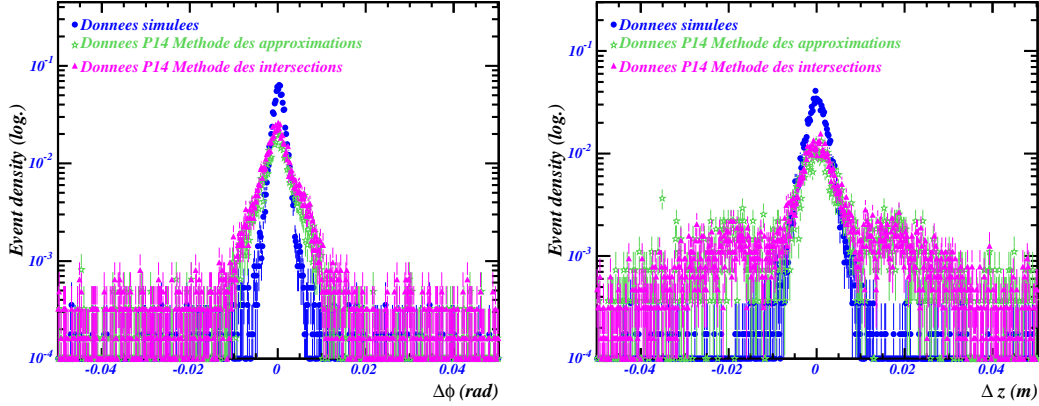 Donnees simulees
Donnees P14 Methode des approximations
Donnees P14 Methode des intersections
Event density (log.)
10⁻¹
10⁻²
10⁻³
10⁻⁴
-0.04
-0.02
0
0.02
0.04
Δϕ (rad)
Donnees simulees
Donnees P14 Methode des approximations
Donnees P14 Methode des intersections
Event density (log.)
10⁻¹
10⁻²
10⁻³
10⁻⁴
-0.04
-0.02
0
0.02
0.04
Δ z (m)